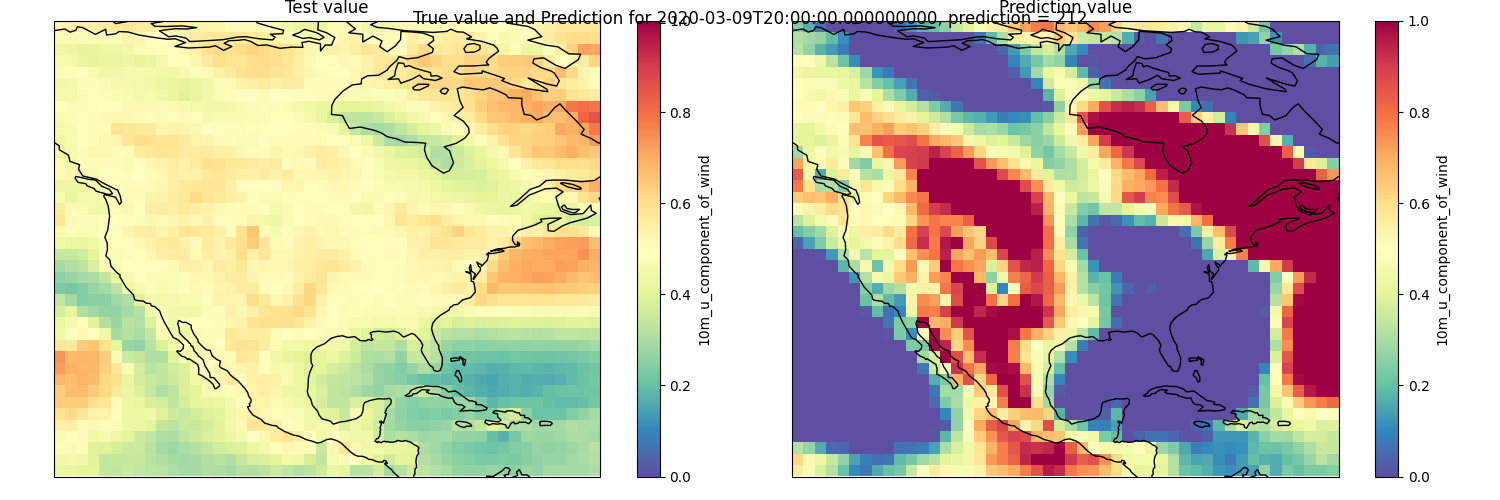 Test value
Prediction value
True value and Prediction for 2020-03-09T20:00:00.000000000, prediction = 212
1.0
0.8
0.6
0.4
0.2
0.0
10m_u_component_of_wind
1.0
0.8
0.6
0.4
0.2
0.0
10m_u_component_of_wind